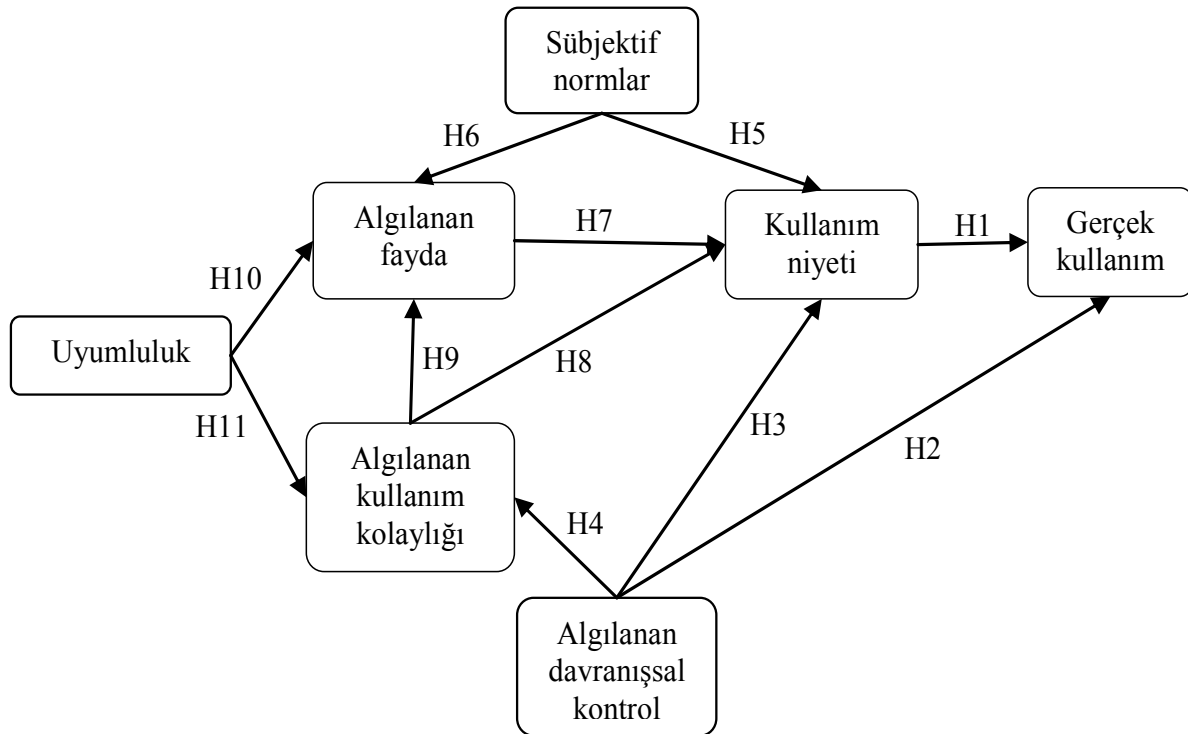 Sübjektif
normlar
H6
H5
Algılanan
fayda
H7
Kullanım
niyeti
H1
Gerçek
kullanım
H10
Uyumluluk
H9
H8
H11
H3
H2
Algılanan
kullanım
kolaylığı
H4
Algılanan
davranışsal
kontrol